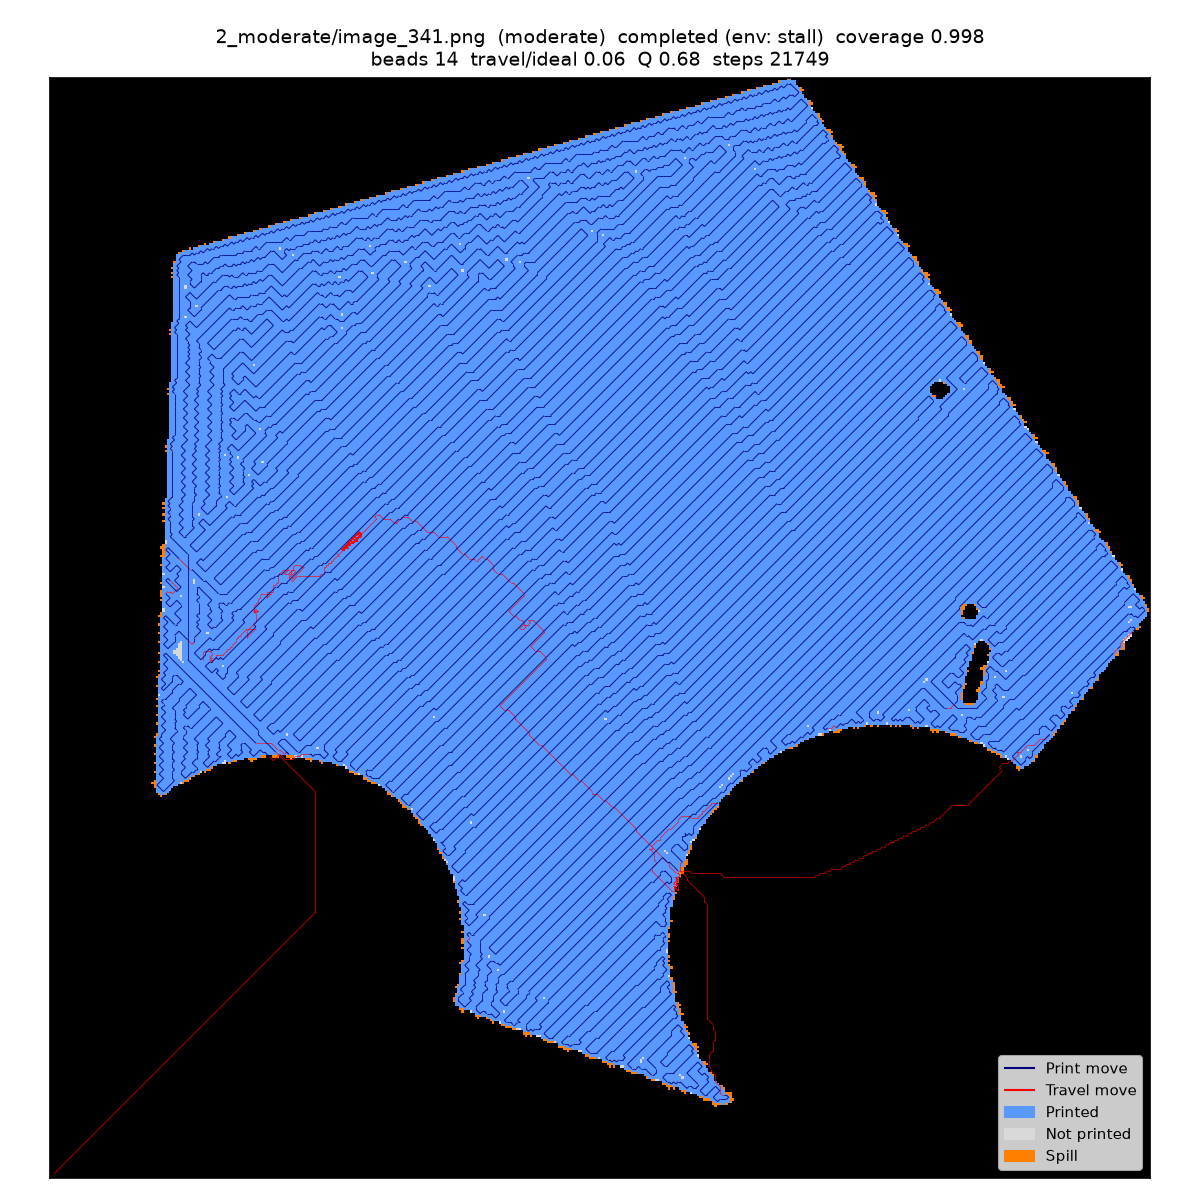 2_moderate/image_341.png  (moderate)  completed (env: stall)  coverage 0.998
beads 14  travel/ideal 0.06  Q 0.68  steps 21749
Print move
Travel move
Printed
Not printed
Spill